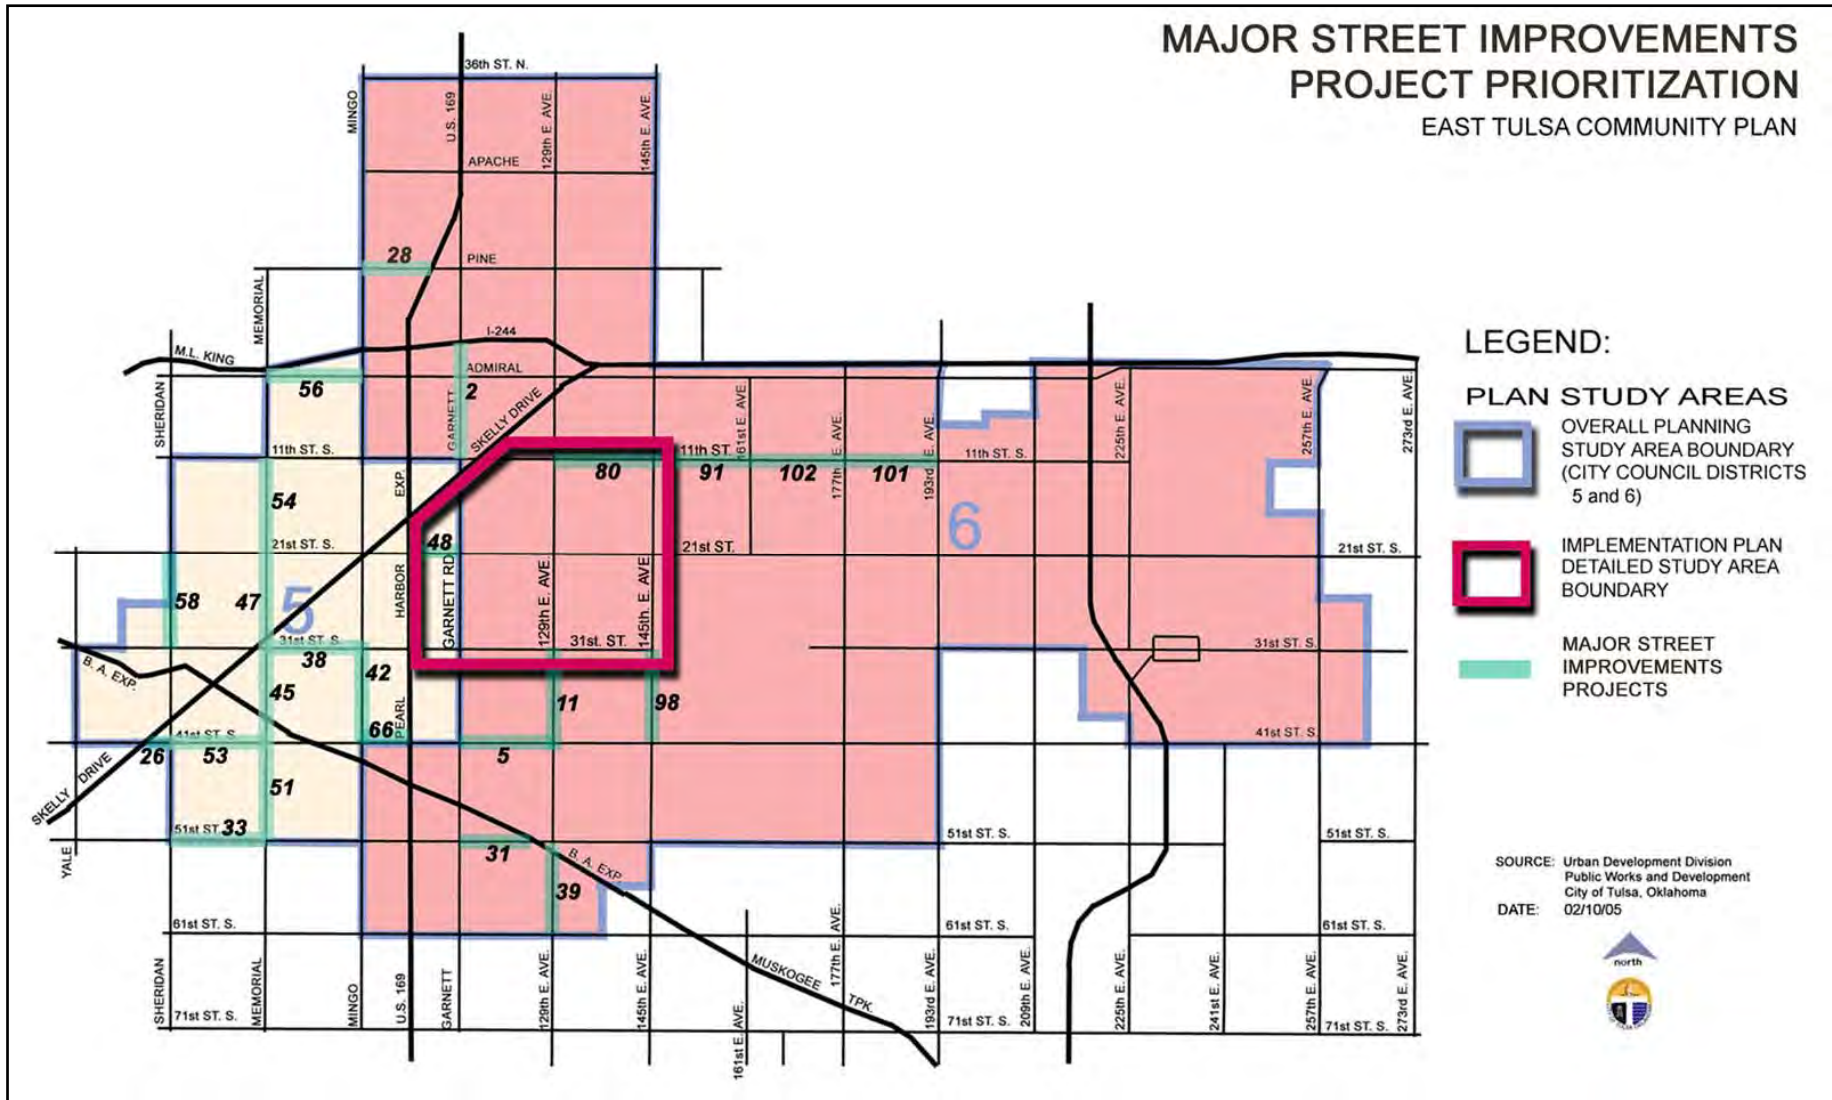 MAJOR STREET IMPROVEMENTS
PROJECT PRIORITIZATION
EAST TULSA COMMUNITY PLAN
36th ST. N.
MINGO
U.S. 169
129th E. AVE.
145th E. AVE.
APACHE
28
PINE
MEMORIAL
I-244
M.L. KING
ADMIRAL
56
2
SHERIDAN
GARNETT
SKELLY DRIVE
161st E. AVE.
177th E. AVE.
193rd E. AVE.
225th E. AVE.
257th E. AVE.
273rd E. AVE.
11th ST. S.
11th ST.
11th ST. S.
80
91
102
101
EXP.
54
6
48
21st ST. S.
21st ST.
21st ST. S.
HARBOR
GARNETT RD
129th E. AVE.
145th. E. AVE.
58
47
5
31st ST. S.
31st. ST.
31st ST. S.
38
42
B. A. EXP.
45
11
98
66
PEARL
41st ST. S.
41st ST. S.
26
53
5
SKELLY DRIVE
51
51st ST.
33
51st ST. S.
51st ST. S.
31
B. A. EXP.
YALE
39
61st ST. S.
61st ST. S.
61st ST. S.
MUSKOGEE TPK.
SHERIDAN
MEMORIAL
MINGO
U.S. 169
GARNETT
129th E. AVE.
145th E. AVE.
161st E. AVE.
177th E. AVE.
193rd E. AVE.
209th E. AVE.
225th E. AVE.
241st E. AVE.
257th E. AVE.
273rd E. AVE.
71st ST. S.
71st ST. S.
71st ST. S.
LEGEND:
PLAN STUDY AREAS
OVERALL PLANNING
STUDY AREA BOUNDARY
(CITY COUNCIL DISTRICTS
5 and 6)
IMPLEMENTATION PLAN
DETAILED STUDY AREA
BOUNDARY
MAJOR STREET
IMPROVEMENTS
PROJECTS
SOURCE: Urban Development Division
Public Works and Development
City of Tulsa, Oklahoma
DATE: 02/10/05
north